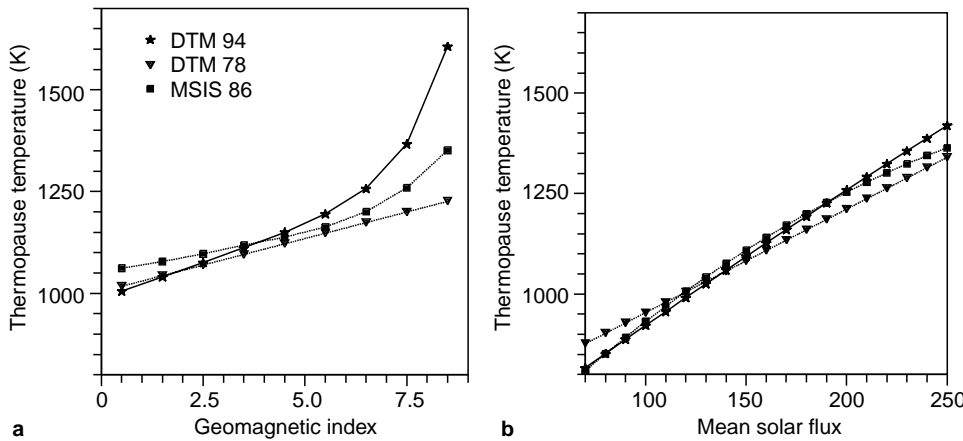 DTM 94
DTM 78
MSIS 86
Thermopause temperature (K)
1500
1250
1000
0.0
2.5
5.0
7.5
Geomagnetic index
a
Thermopause temperature (K)
1500
1250
1000
100
150
200
250
Mean solar flux
b